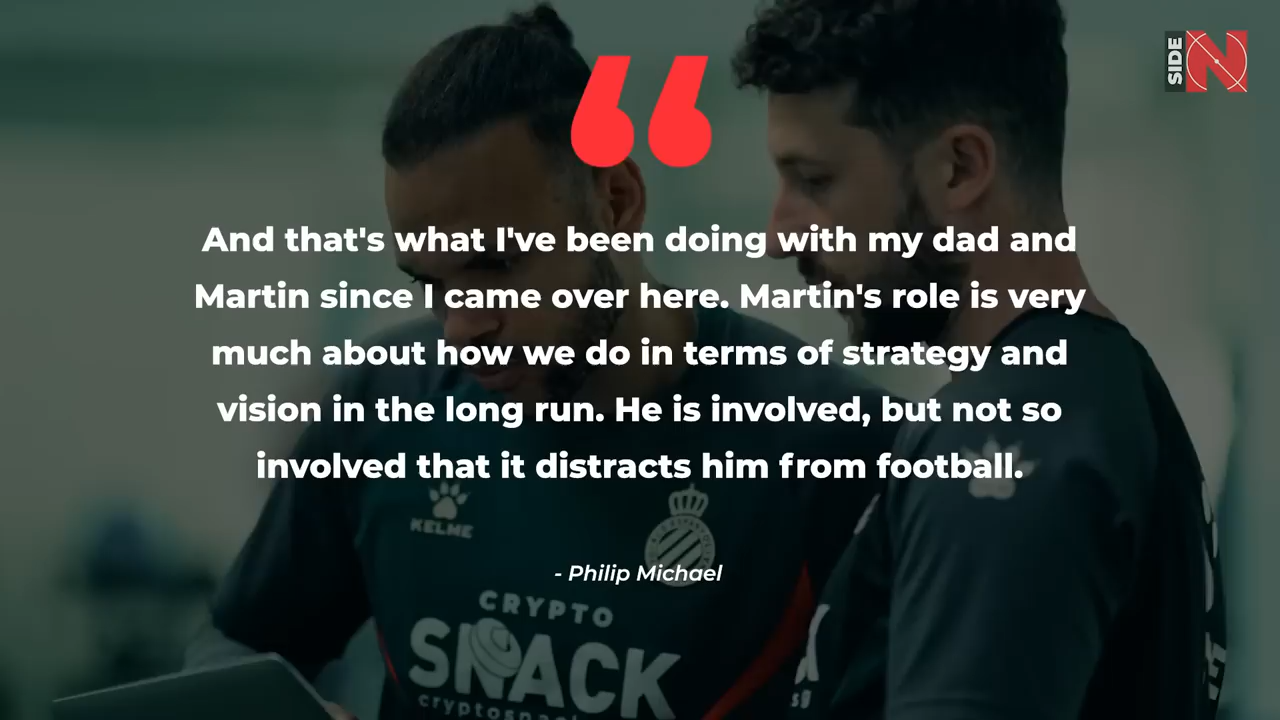 SIDE
N
And that's what I've been doing with my dad and
Martin since I came over here. Martin's role is very
much about how we do in terms of strategy and
vision in the long run. He is involved, but not so
involved that it distracts him from football.
- Philip Michael
KELME
CRYPTO
SNACK